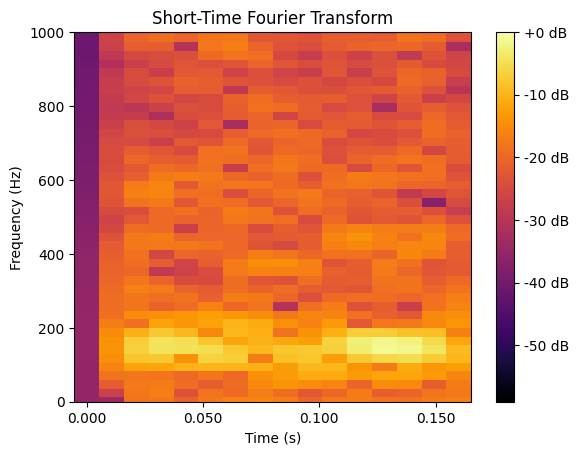 Short-Time Fourier Transform
1000
800
600
400
200
0
Frequency (Hz)
0.000
0.050
0.100
0.150
Time (s)
+0 dB
-10 dB
-20 dB
-30 dB
-40 dB
-50 dB